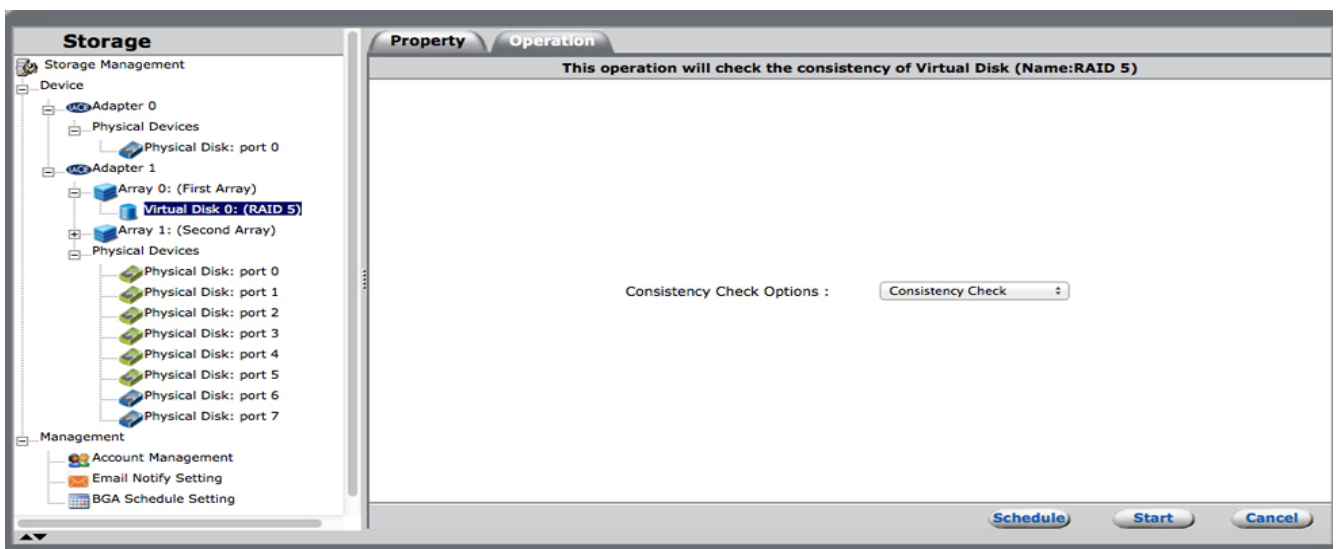 Storage
Storage Management
Device
Adapter 0
Physical Devices
Physical Disk: port 0
Adapter 1
Array 0: (First Array)
Virtual Disk 0: (RAID 5)
Array 1: (Second Array)
Physical Devices
Physical Disk: port 0
Physical Disk: port 1
Physical Disk: port 2
Physical Disk: port 3
Physical Disk: port 4
Physical Disk: port 5
Physical Disk: port 6
Physical Disk: port 7
Management
Account Management
Email Notify Setting
BGA Schedule Setting
Property Operation
This operation will check the consistency of Virtual Disk (Name:RAID 5)
Consistency Check Options : Consistency Check
Schedule Start Cancel